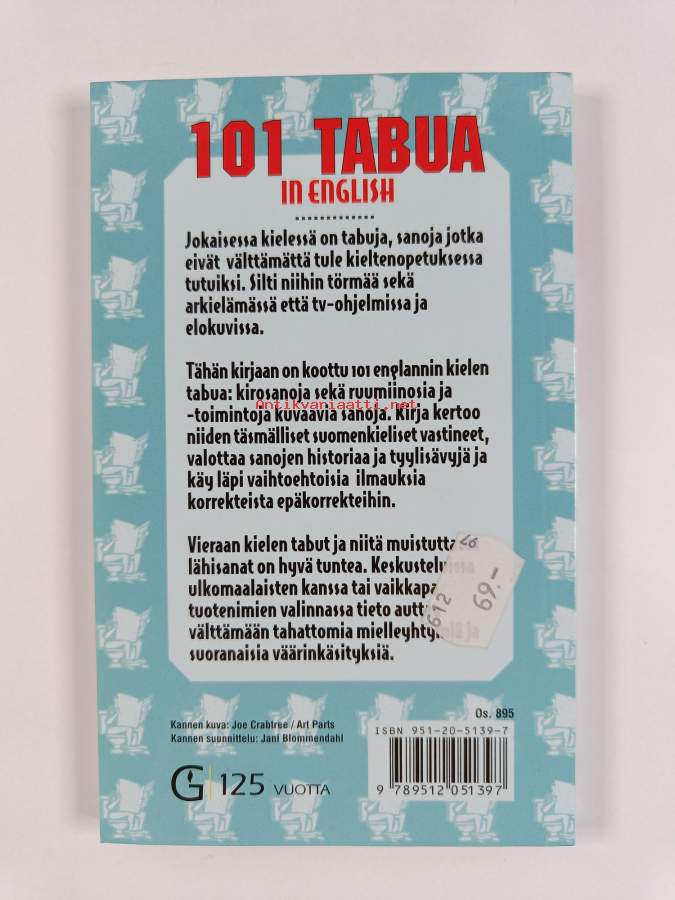 101 TABUA
IN ENGLISH
Jokaisessa kielessä on tabuja, sanoja jotka
eivät välttämättä tule kieltenopetuksessa
tutuiksi. Silti niihin törmää sekä
arkielämässä että tv-ohjelmissa ja
elokuvissa.
Tähän kirjaan on koottu 101 englannin kielen
tabua: kirosanoja sekä ruumiinosia ja
Antikvariaatti.net
-toimintoja kuvaavia sanoja. Kirja kertoo
niiden täsmälliset suomenkieliset vastineet,
valottaa sanojen historiaa ja tyylisävyjä ja
käy läpi vaihtoehtoisia ilmauksia
korrekteista epäkorrekteihin.
Vieraan kielen tabut ja niitä muistutta
lähisanat on hyvä tuntea. Keskustelu
ulkomaalaisten kanssa tai vaikkapa
tuotenimien valinnassa tieto autt
välttämään tahattomia mielleyhtymiä ja
suoranaisia väärinkäsityksiä.
97
612
69.-
Os. 895
Kannen kuva: Joe Crabtree / Art Parts
Kannen suunnittelu: Jani Blommendahl
ISBN 951-20-5139-7
G 125 VUOTTA
9 789512 051397